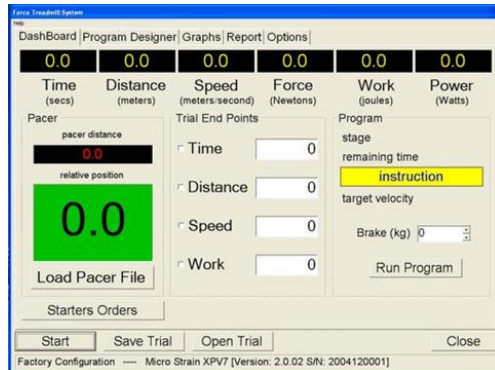 Force Treadmill System
Help
DashBoard Program Designer Graphs Report Options
0.0 0.0 0.0 0.0 0.0 0.0
Time Distance Speed Force Work Power
(secs) (meters) (meters/second) (Newtons) (joules) (Watts)
Pacer Trial End Points Program
pacer distance
0.0
relative position
0.0
Load Pacer File
Time 0
Distance 0
Speed 0
Work 0
stage
remaining time
instruction
target velocity
Brake (kg) 0
Run Program
Starters Orders
Start Save Trial Open Trial Close
Factory Configuration ---- Micro Strain XPV7 [Version: 2.0.02 S/N: 2004120001]